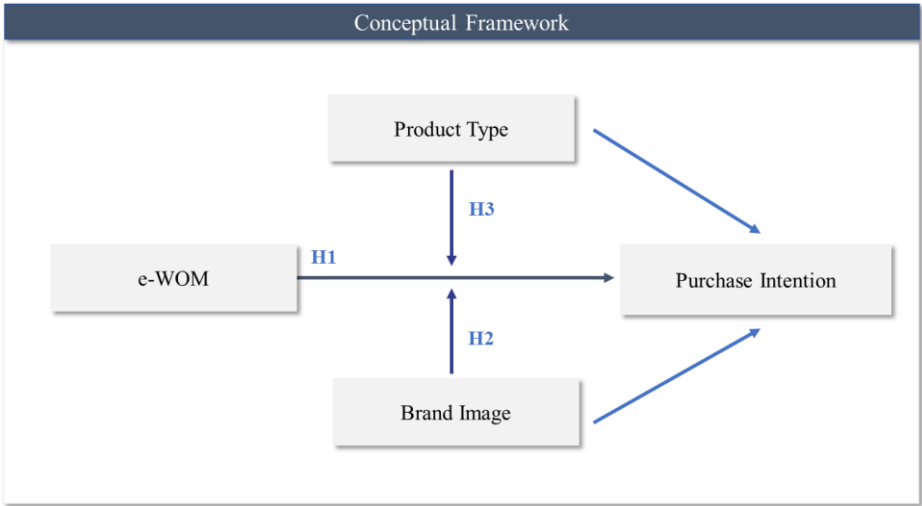 Conceptual Framework
Product Type
H3
H1
e-WOM
Purchase Intention
H2
Brand Image